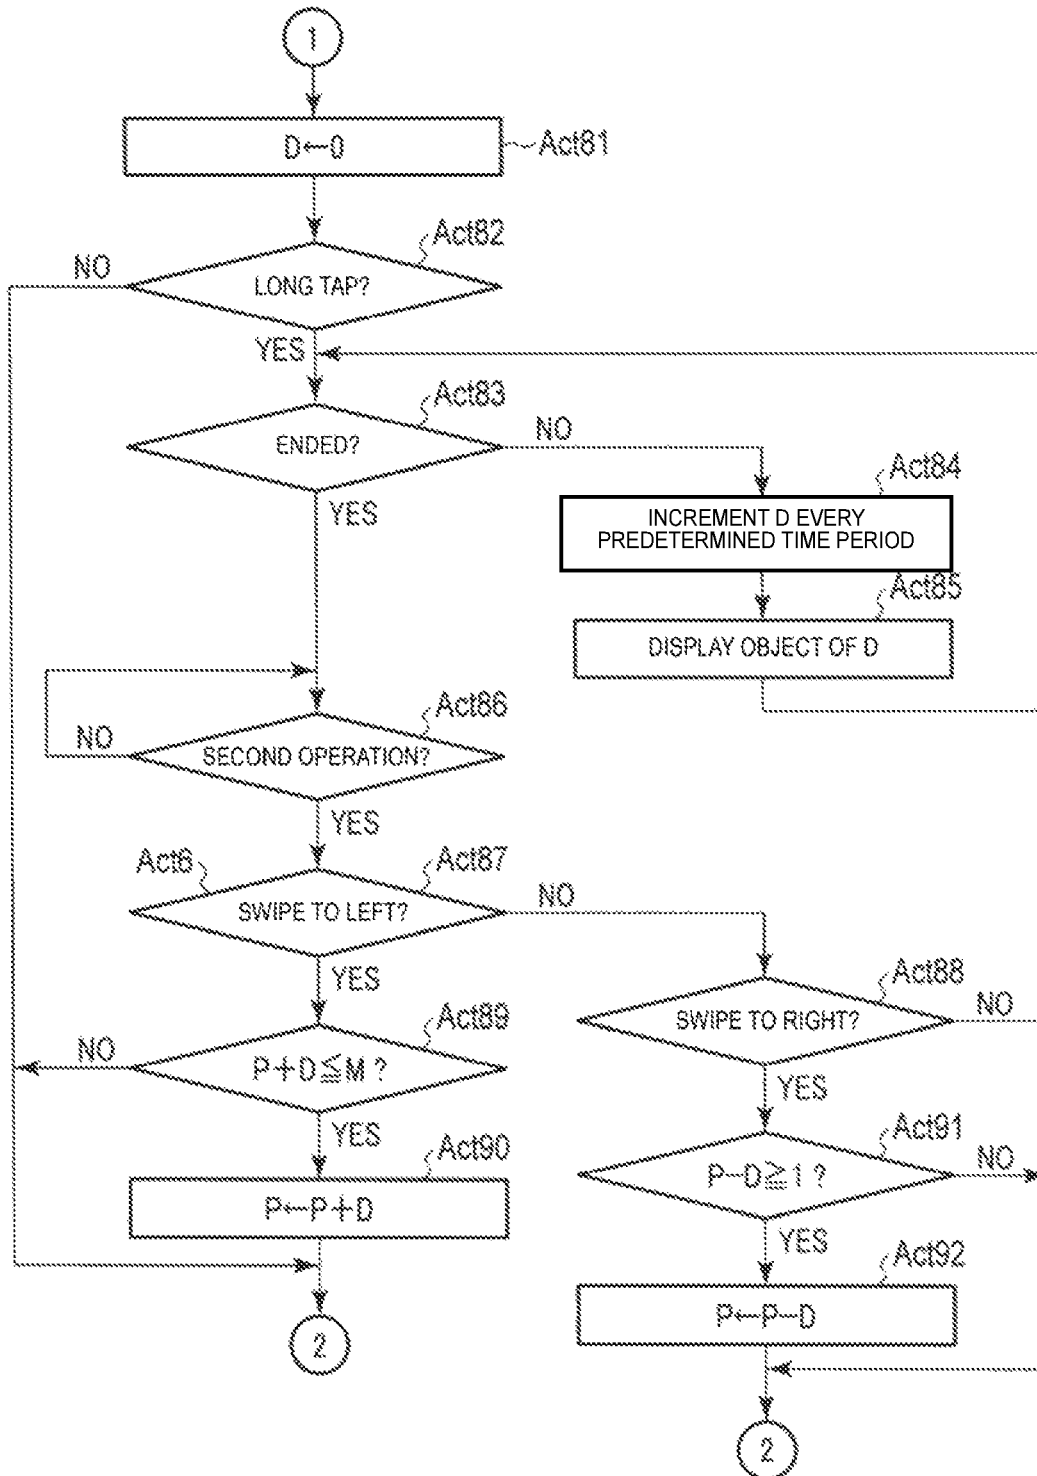 1
D←0
Act81
Act82
NO
LONG TAP?
YES
Act83
ENDED?
NO
YES
Act84
INCREMENT D EVERY
PREDETERMINED TIME PERIOD
Act85
DISPLAY OBJECT OF D
Act86
NO
SECOND OPERATION?
YES
Act6
Act87
SWIPE TO LEFT?
NO
YES
Act88
SWIPE TO RIGHT?
NO
YES
Act89
NO
P+D≦M?
YES
Act90
P←P+D
2
Act91
P−D≧1?
NO
YES
Act92
P←P−D
2